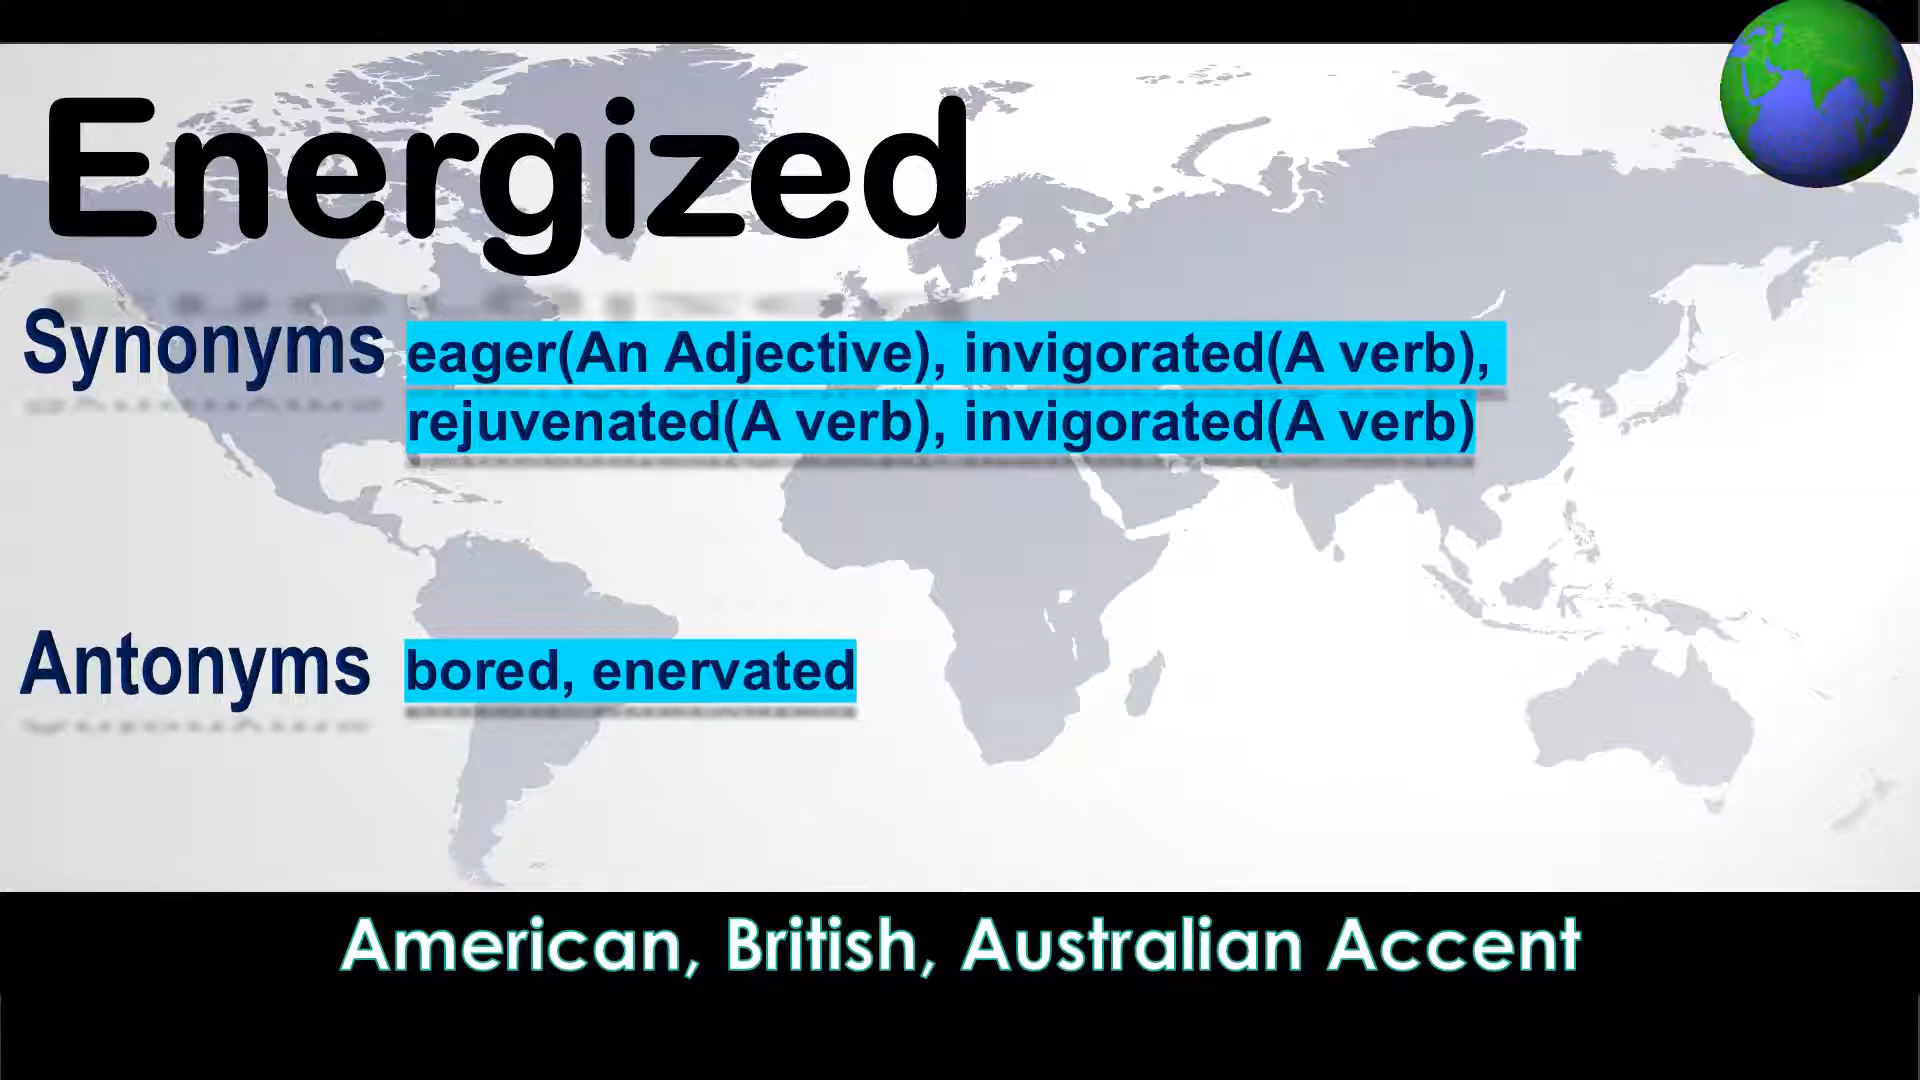 Energized
Synonyms eager(An Adjective), invigorated(A verb),
rejuvenated(A verb), invigorated(A verb)
Antonyms bored, enervated
American, British, Australian Accent